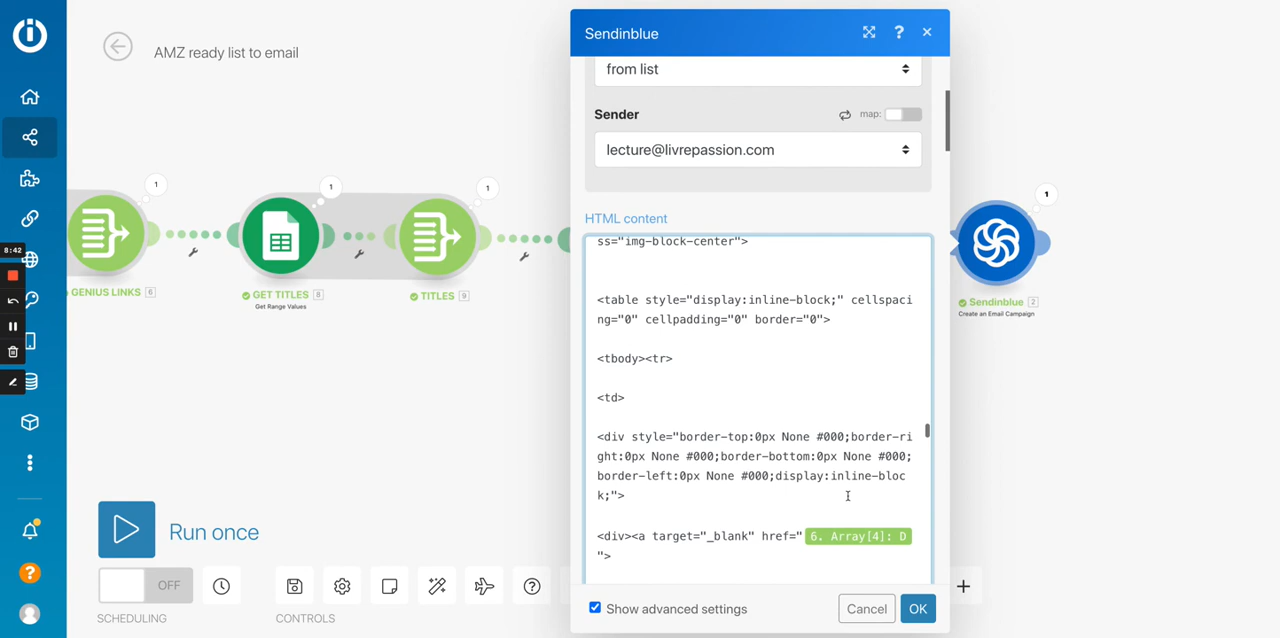 AMZ ready list to email
8:42
1
GENIUS LINKS 6
1
GET TITLES 8
Get Range Values
1
TITLES 9
Run once
OFF
SCHEDULING
CONTROLS
?
Sendinblue
?
from list
Sender
map:
lecture@livrepassion.com
HTML content
ss="img-block-center">
<table style="display:inline-block;" cellspaci
ng="0" cellpadding="0" border="0">
<tbody><tr>
<td>
<div style="border-top:0px None #000;border-ri
ght:0px None #000;border-bottom:0px None #000;
border-left:0px None #000;display:inline-bloc
k;">
<div><a target="_blank" href=" 6. Array[4]: D
">
Show advanced settings
Cancel
OK
1
Sendinblue 2
Create an Email Campaign
?